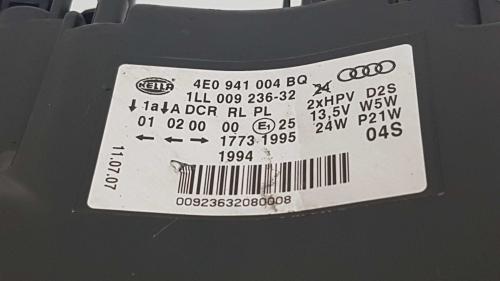 HELLA
4E0 941 004 BQ
1LL 009 236-32
↓1a↓A DCR RL PL
01 02 00 00 E1 25
← ← → 1773 1995
1994
24
2xHPV D2S
13,5V W5W
24W P21W
04S
11.07.07
00923632080008